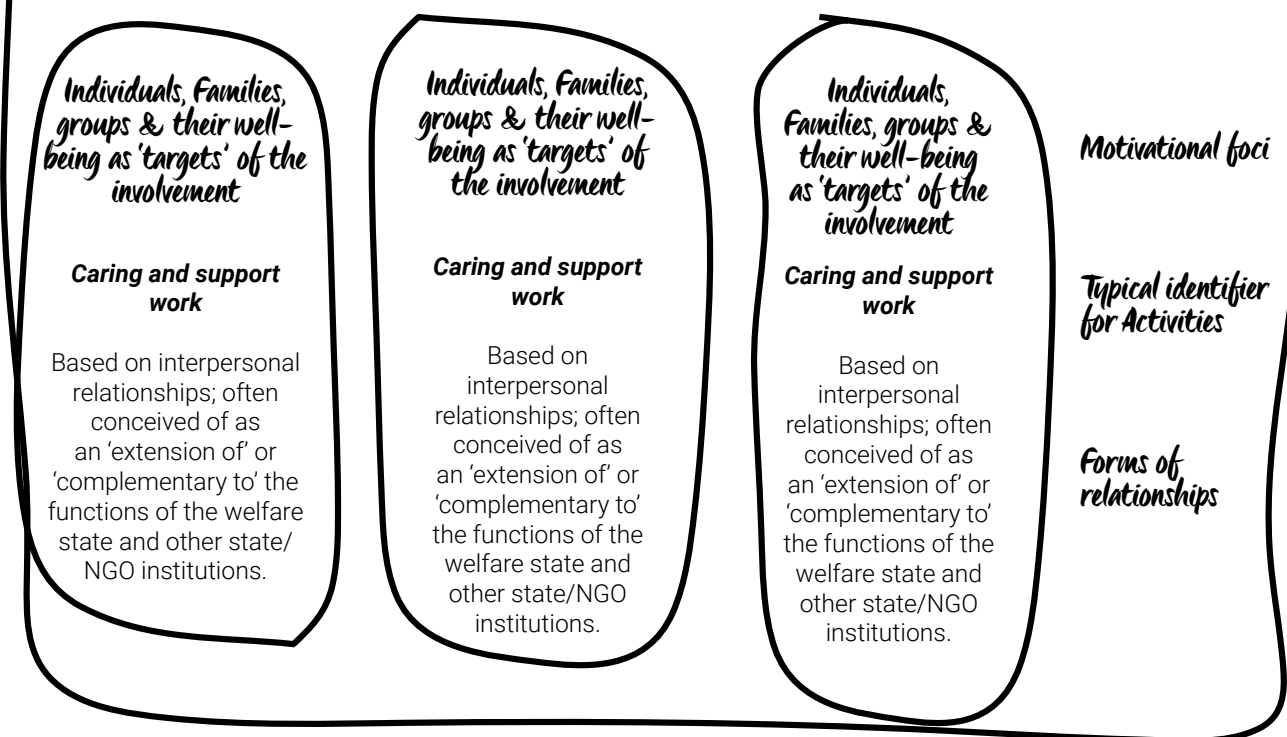 Individuals, Families,
groups & their well-
being as 'targets' of the
involvement
Caring and support
work
Based on interpersonal
relationships; often
conceived of as
an ‘extension of’ or
‘complementary to’ the
functions of the welfare
state and other state/
NGO institutions.
Individuals, Families,
groups & their well-
being as 'targets' of
the involvement
Caring and support
work
Based on
interpersonal
relationships; often
conceived of as
an ‘extension of’ or
‘complementary to’
the functions of the
welfare state and
other state/NGO
institutions.
Individuals,
Families, groups &
their well-being
as 'targets' of the
involvement
Caring and support
work
Based on
interpersonal
relationships; often
conceived of as
an ‘extension of’ or
‘complementary to’
the functions of the
welfare state and
other state/NGO
institutions.
Motivational foci
Typical identifier
for Activities
Forms of
relationships